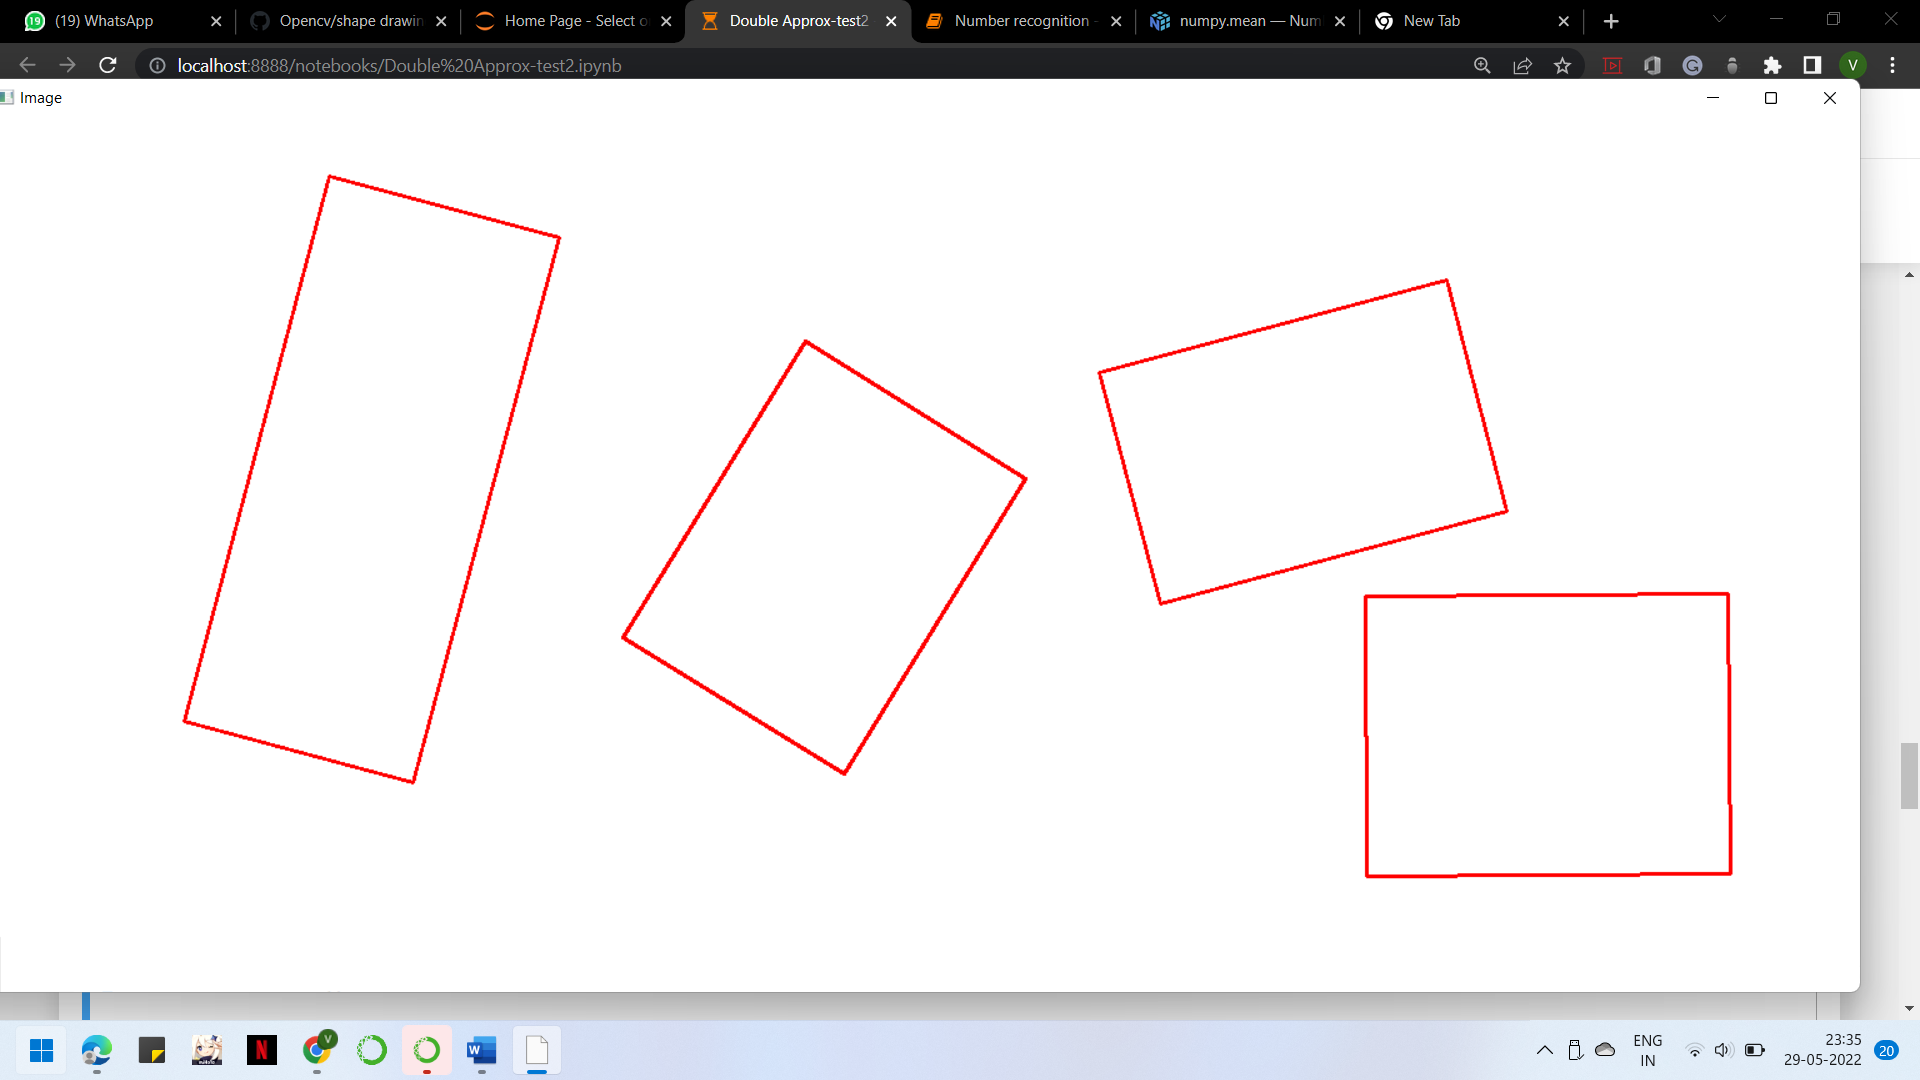 19 (19) WhatsApp
Opencv/shape drawin
Home Page - Select o
Double Approx-test2
Number recognition -
numpy.mean — Num
New Tab
localhost:8888/notebooks/Double%20Approx-test2.ipynb
V
Image
N
V
W
ENG
IN
23:35
29-05-2022
20